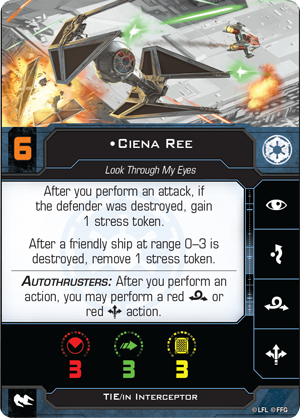 •Ciena Ree
6
Look Through My Eyes
After you perform an attack, if
the defender was destroyed, gain
1 stress token.
After a friendly ship at range 0–3 is
destroyed, remove 1 stress token.
Autothrusters: After you perform an
action, you may perform a red or
red action.
3 3 3
TIE/in Interceptor
©LFL ©FFG